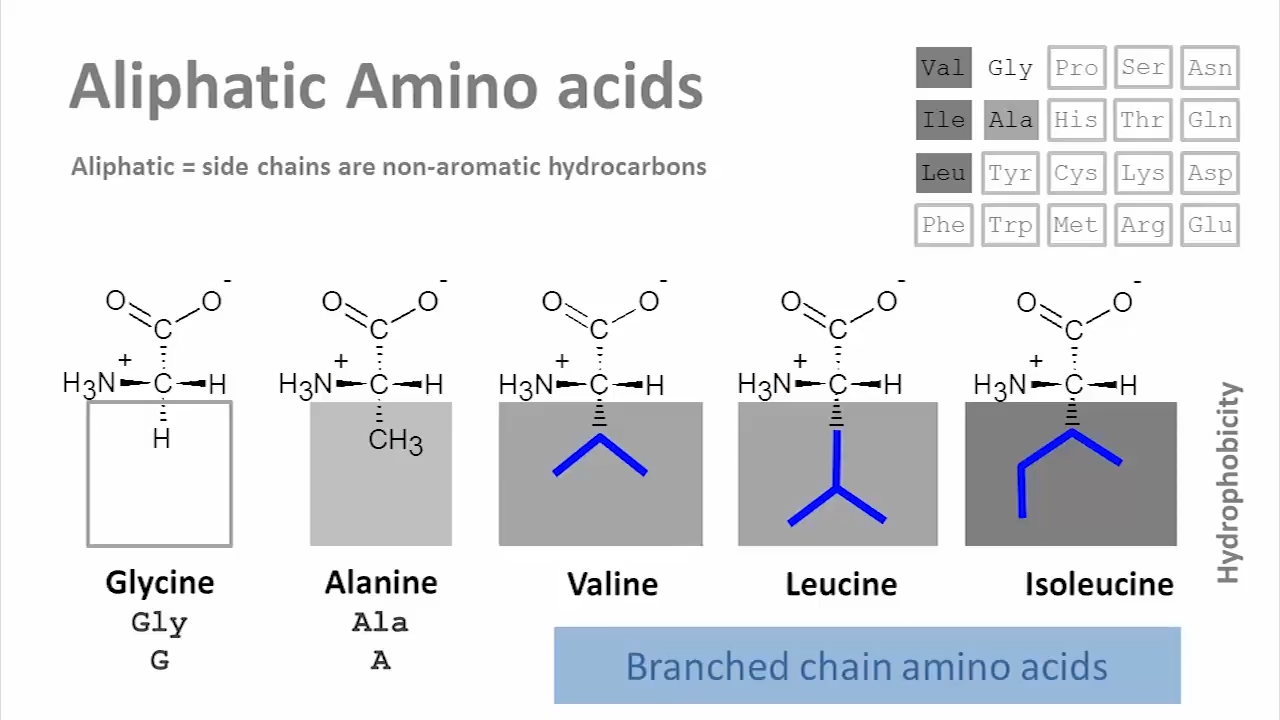 Aliphatic Amino acids
Aliphatic = side chains are non-aromatic hydrocarbons
Val Gly Pro Ser Asn
Ile Ala His Thr Gln
Leu Tyr Cys Lys Asp
Phe Trp Met Arg Glu
O O- O O- O O- O O- O O-
C C C C C
+ + + + +
H3N C H H3N C H H3N C H H3N C H H3N C H
H CH3
Hydrophobicity
Glycine Alanine Valine Leucine Isoleucine
Gly Ala
G A
Branched chain amino acids